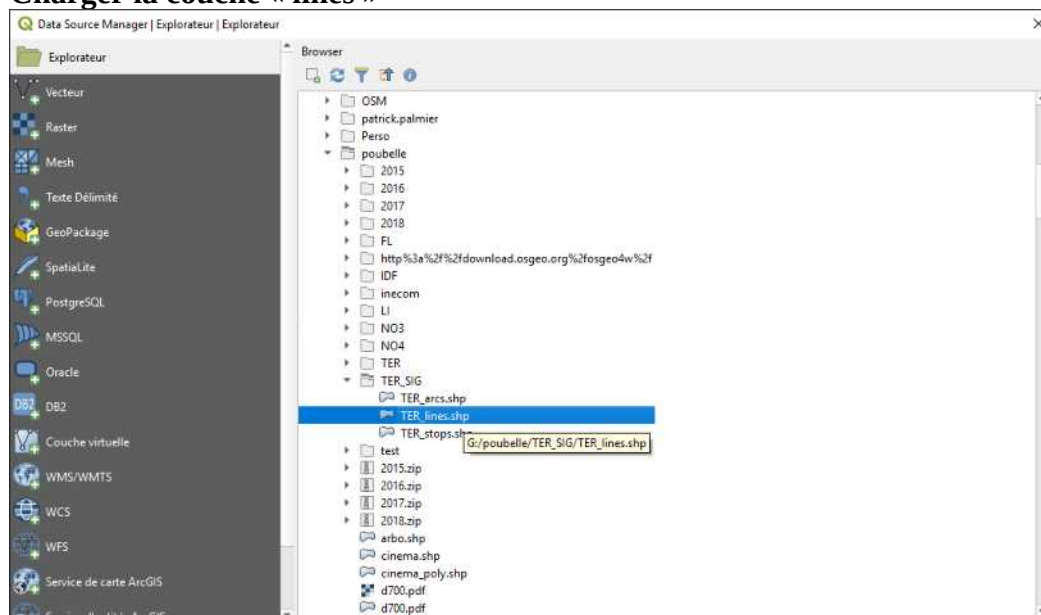 Charger la couche « lines »
Data Source Manager | Explorateur | Explorateur
Explorateur
Vecteur
Raster
Mesh
Texte Délimité
GeoPackage
SpatiaLite
PostgreSQL
MSSQL
Oracle
DB2
DB2
Couche virtuelle
WMS/WMTS
WCS
WFS
Service de carte ArcGIS
Browser
OSM
patrick.palmier
Perso
poubelle
2015
2016
2017
2018
FL
http%3a%2f%2fdownload.osgeo.org%2fosgeo4w%2f
IDF
inecom
LI
NO3
NO4
TER
TER_SIG
TER_arcs.shp
TER_lines.shp
TER_stops.shp
G:/poubelle/TER_SIG/TER_lines.shp
test
2015.zip
2016.zip
2017.zip
2018.zip
arbo.shp
cinema.shp
cinema_poly.shp
d700.pdf
d700.pdf